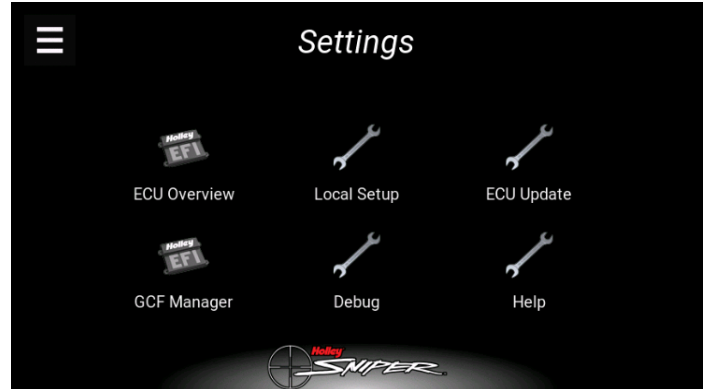 Settings
Holley
EFI
ECU Overview
Local Setup
ECU Update
Holley
EFI
GCF Manager
Debug
Help
Holley
SNIPER